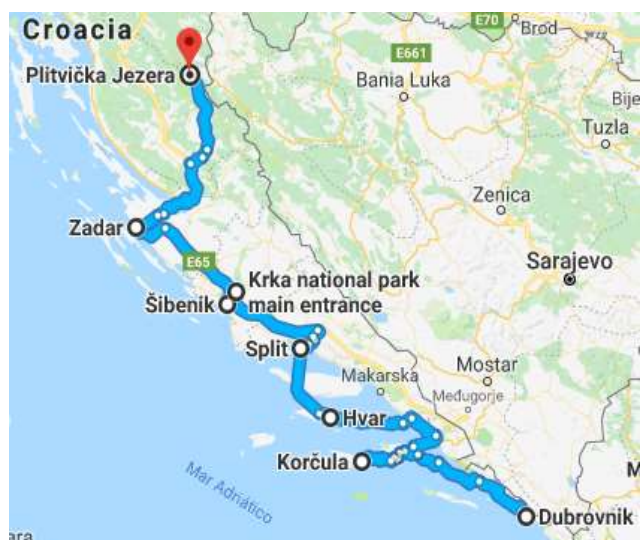 Croacia
E70
Brod
E661
Plitvička Jezera
Bania Luka
Bije
Tuzla
Zenica
Zadar
E65
Sarajevo
Krka national park
main entrance
Šibenik
Split
Makarska
Mostar
Međugorje
Hvar
Korčula
M
Mar Adriático
Dubrovnik
ara